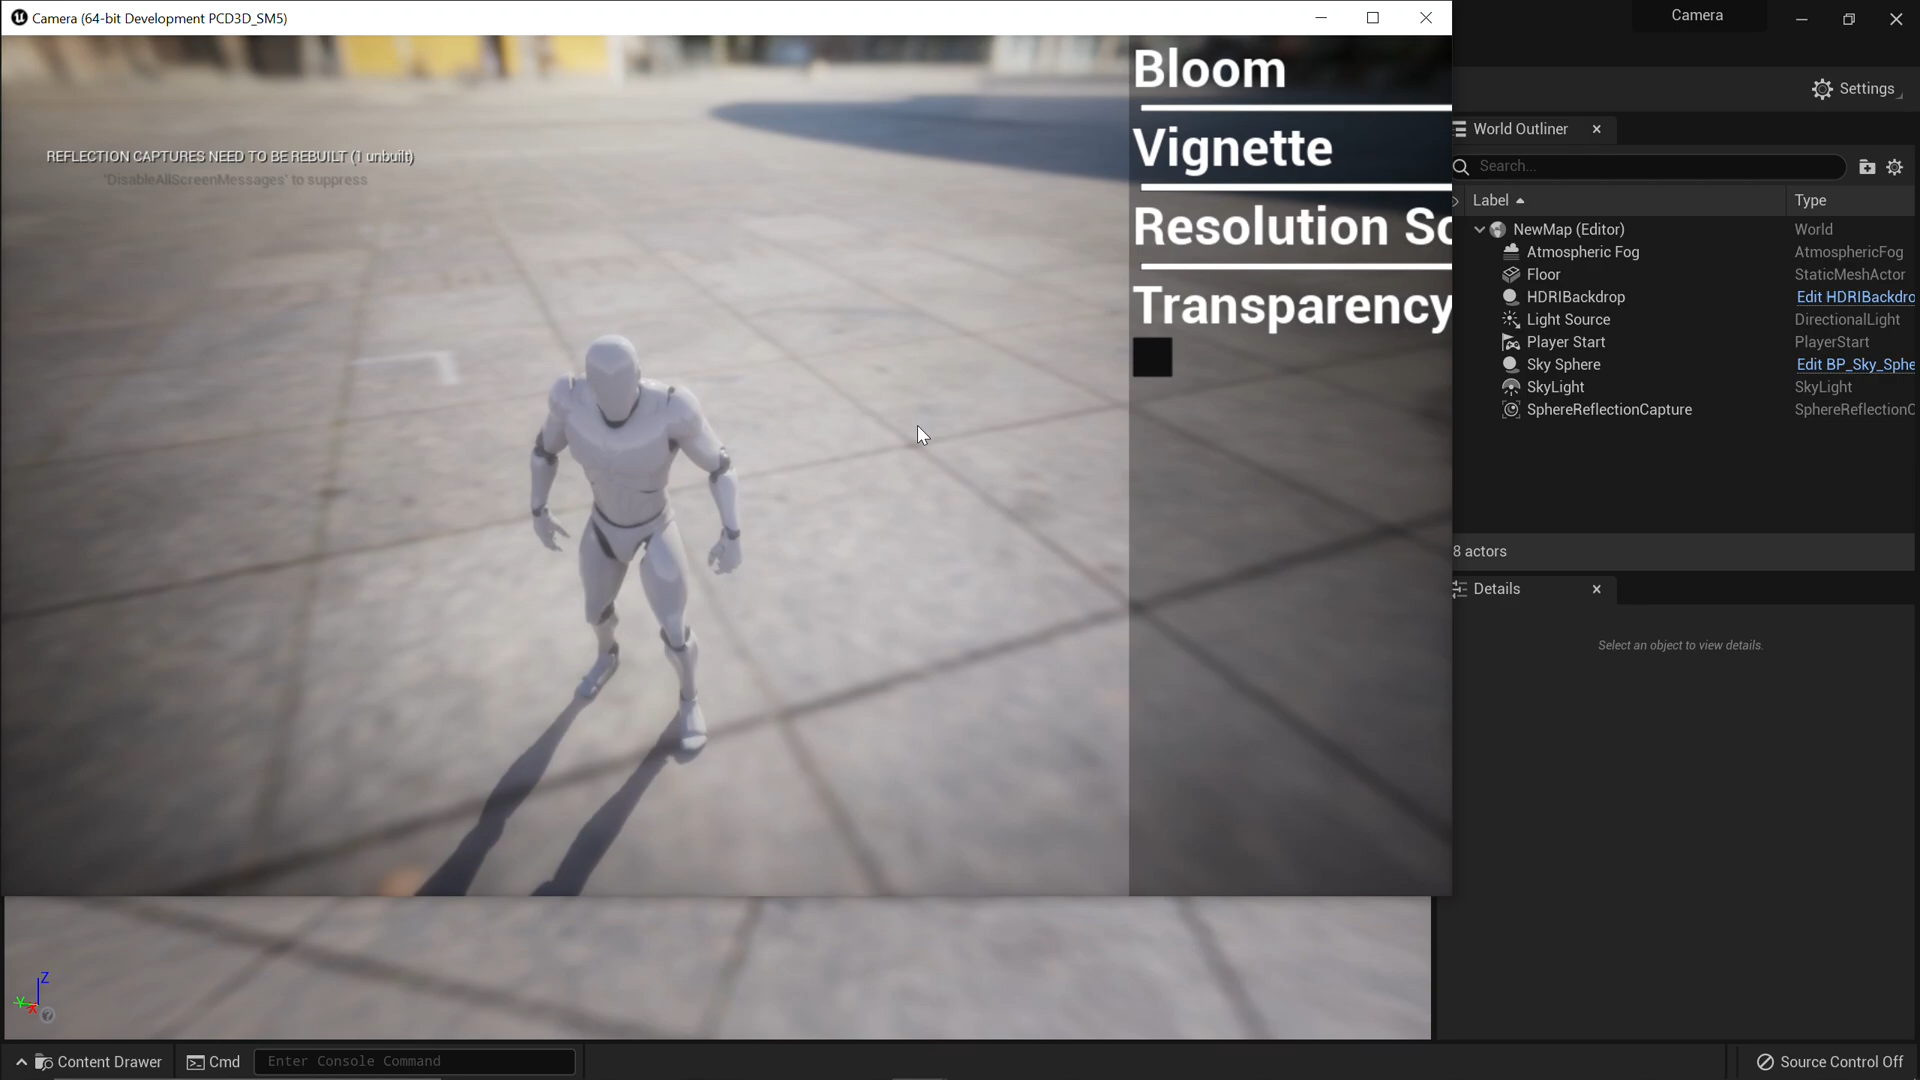 Camera (64-bit Development PCD3D_SM5)
Camera
Bloom
Vignette
Resolution Sc
Transparency
REFLECTION CAPTURES NEED TO BE REBUILT (1 unbuilt)
'DisableAllScreenMessages' to suppress
Settings
World Outliner
Search...
Label Type
NewMap (Editor) World
Atmospheric Fog AtmosphericFog
Floor StaticMeshActor
HDRIBackdrop Edit HDRIBackdro
Light Source DirectionalLight
Player Start PlayerStart
Sky Sphere Edit BP_Sky_Sphe
SkyLight SkyLight
SphereReflectionCapture SphereReflectionC
8 actors
Details
Select an object to view details.
Z
Y
X
Content Drawer
Cmd
Enter Console Command
Source Control Off